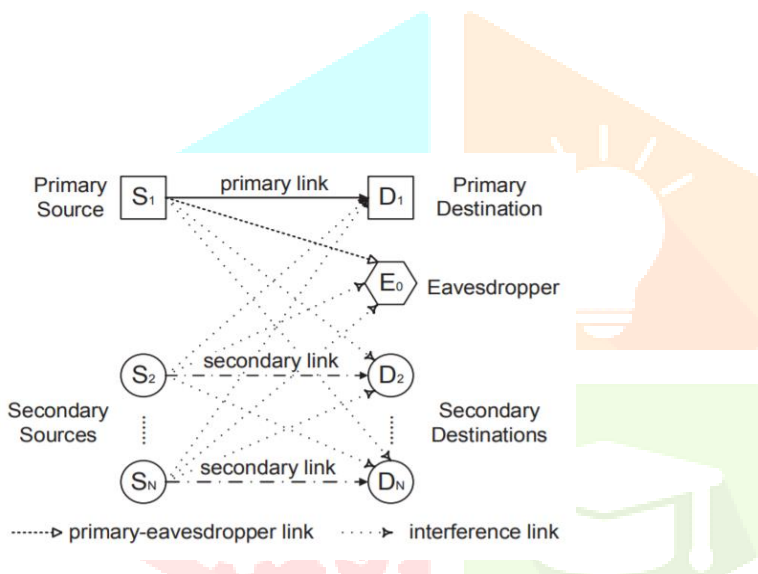 Primary
Source
S1
primary link
D1
Primary
Destination
E0
Eavesdropper
S2
secondary link
D2
Secondary
Sources
Secondary
Destinations
SN
secondary link
DN
primary-eavesdropper link
interference link